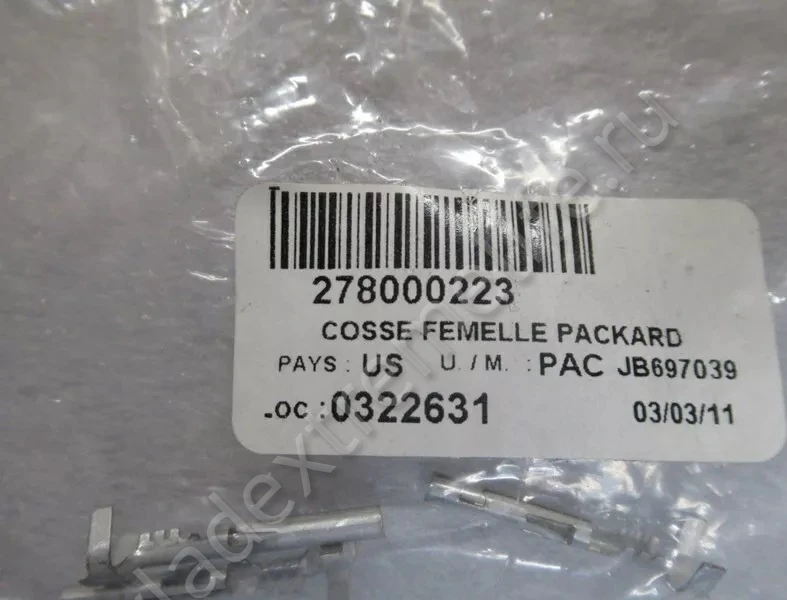 278000223
COSSE FEMELLE PACKARD
PAYS : US U. / M. : PAC JB697039
.OC : 0322631 03/03/11